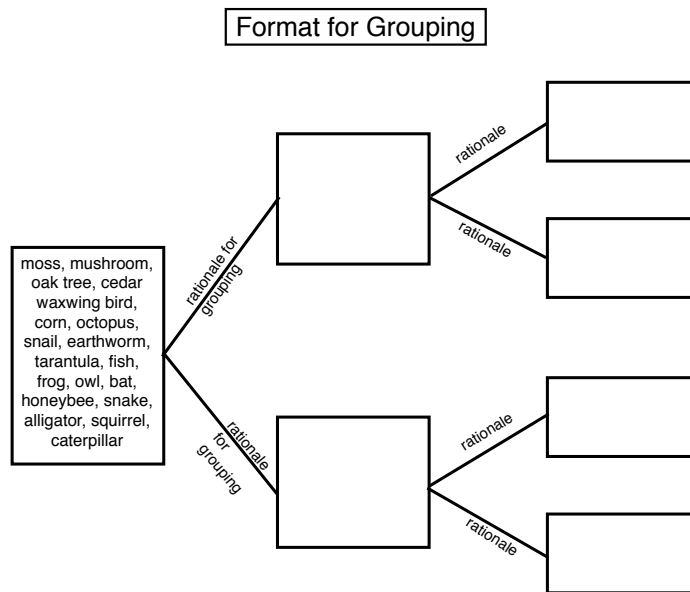 Format for Grouping
moss, mushroom,
oak tree, cedar
waxwing bird,
corn, octopus,
snail, earthworm,
tarantula, fish,
frog, owl, bat,
honeybee, snake,
alligator, squirrel,
caterpillar
rationale for
grouping
rationale
for
grouping
rationale
rationale
rationale
rationale